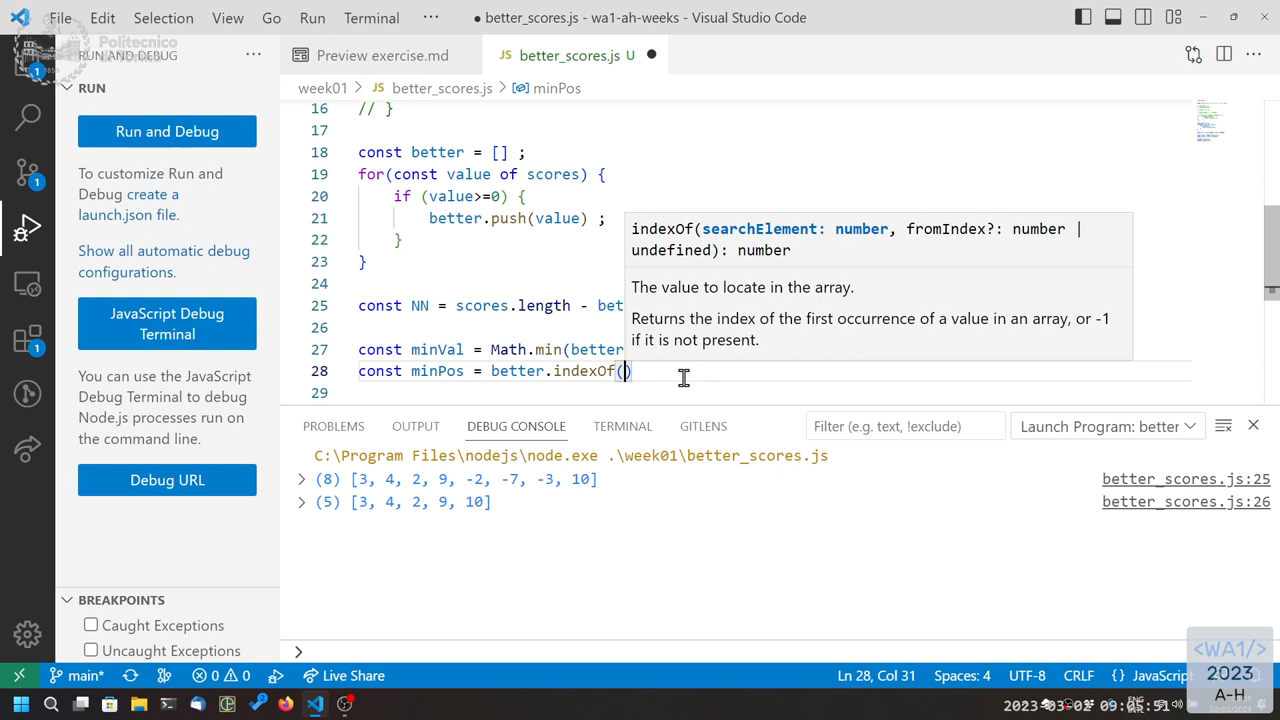 File Edit Selection View Go Run Terminal ··· ● better_scores.js - wa1-ah-weeks - Visual Studio Code
Politecnico
RUN AND DEBUG ··· Preview exercise.md JS better_scores.js U ●
RUN week01 > JS better_scores.js > minPos
16 // }
17
Run and Debug
18 const better = [] ;
19 for(const value of scores) {
To customize Run and
Debug create a
launch.json file.
20 if (value>=0) {
21 better.push(value) ;
22 }
23 }
24
Show all automatic debug
configurations.
indexOf(searchElement: number, fromIndex?: number |
undefined): number
The value to locate in the array.
Returns the index of the first occurrence of a value in an array, or -1
if it is not present.
25 const NN = scores.length - bet
26
JavaScript Debug
Terminal
27 const minVal = Math.min(better
28 const minPos = better.indexOf()
29
You can use the JavaScript
Debug Terminal to debug
Node.js processes run on
the command line.
Debug URL
PROBLEMS OUTPUT DEBUG CONSOLE TERMINAL GITLENS Filter (e.g. text, !exclude) Launch Program: better
C:\Program Files\nodejs\node.exe .\week01\better_scores.js
> (8) [3, 4, 2, 9, -2, -7, -3, 10] better_scores.js:25
> (5) [3, 4, 2, 9, 10] better_scores.js:26
BREAKPOINTS
Caught Exceptions
Uncaught Exceptions
>
1
1
1
<WA1/>
2023
A-H
main* 0 0 Live Share Ln 28, Col 31 Spaces: 4 UTF-8 CRLF {} JavaScript